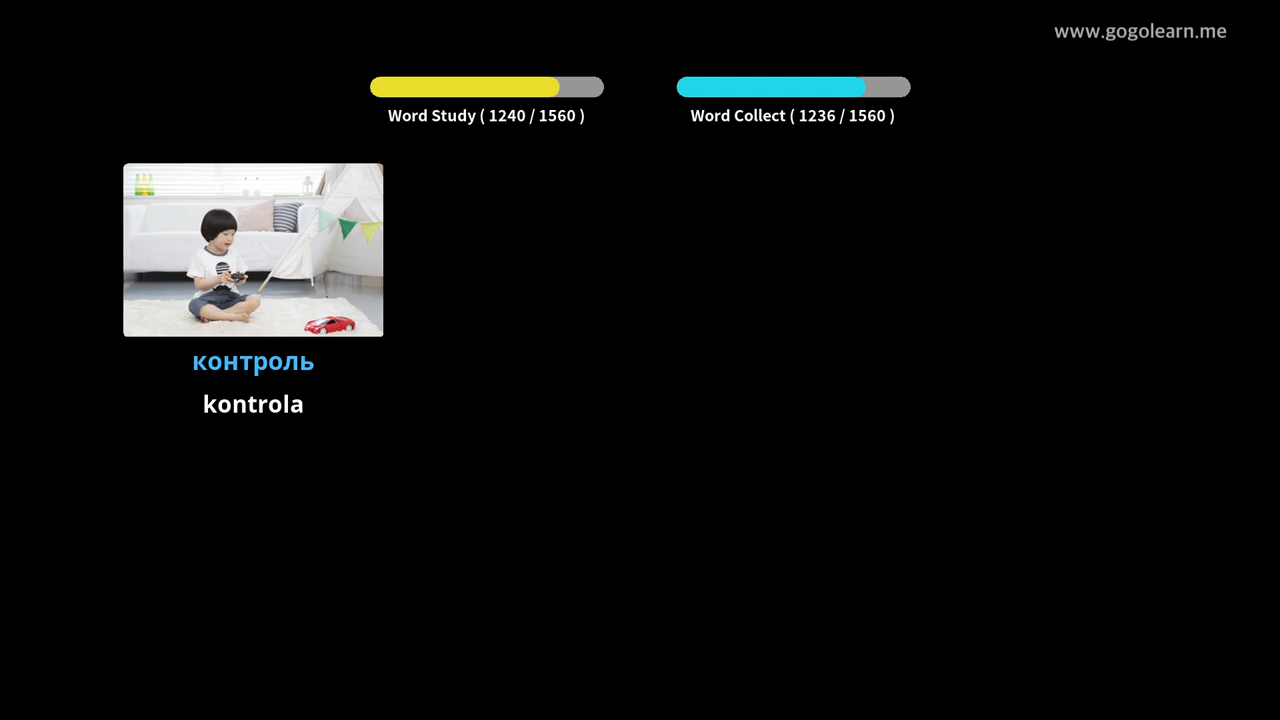 www.gogolearn.me
Word Study ( 1240 / 1560 )
Word Collect ( 1236 / 1560 )
контроль
kontrola